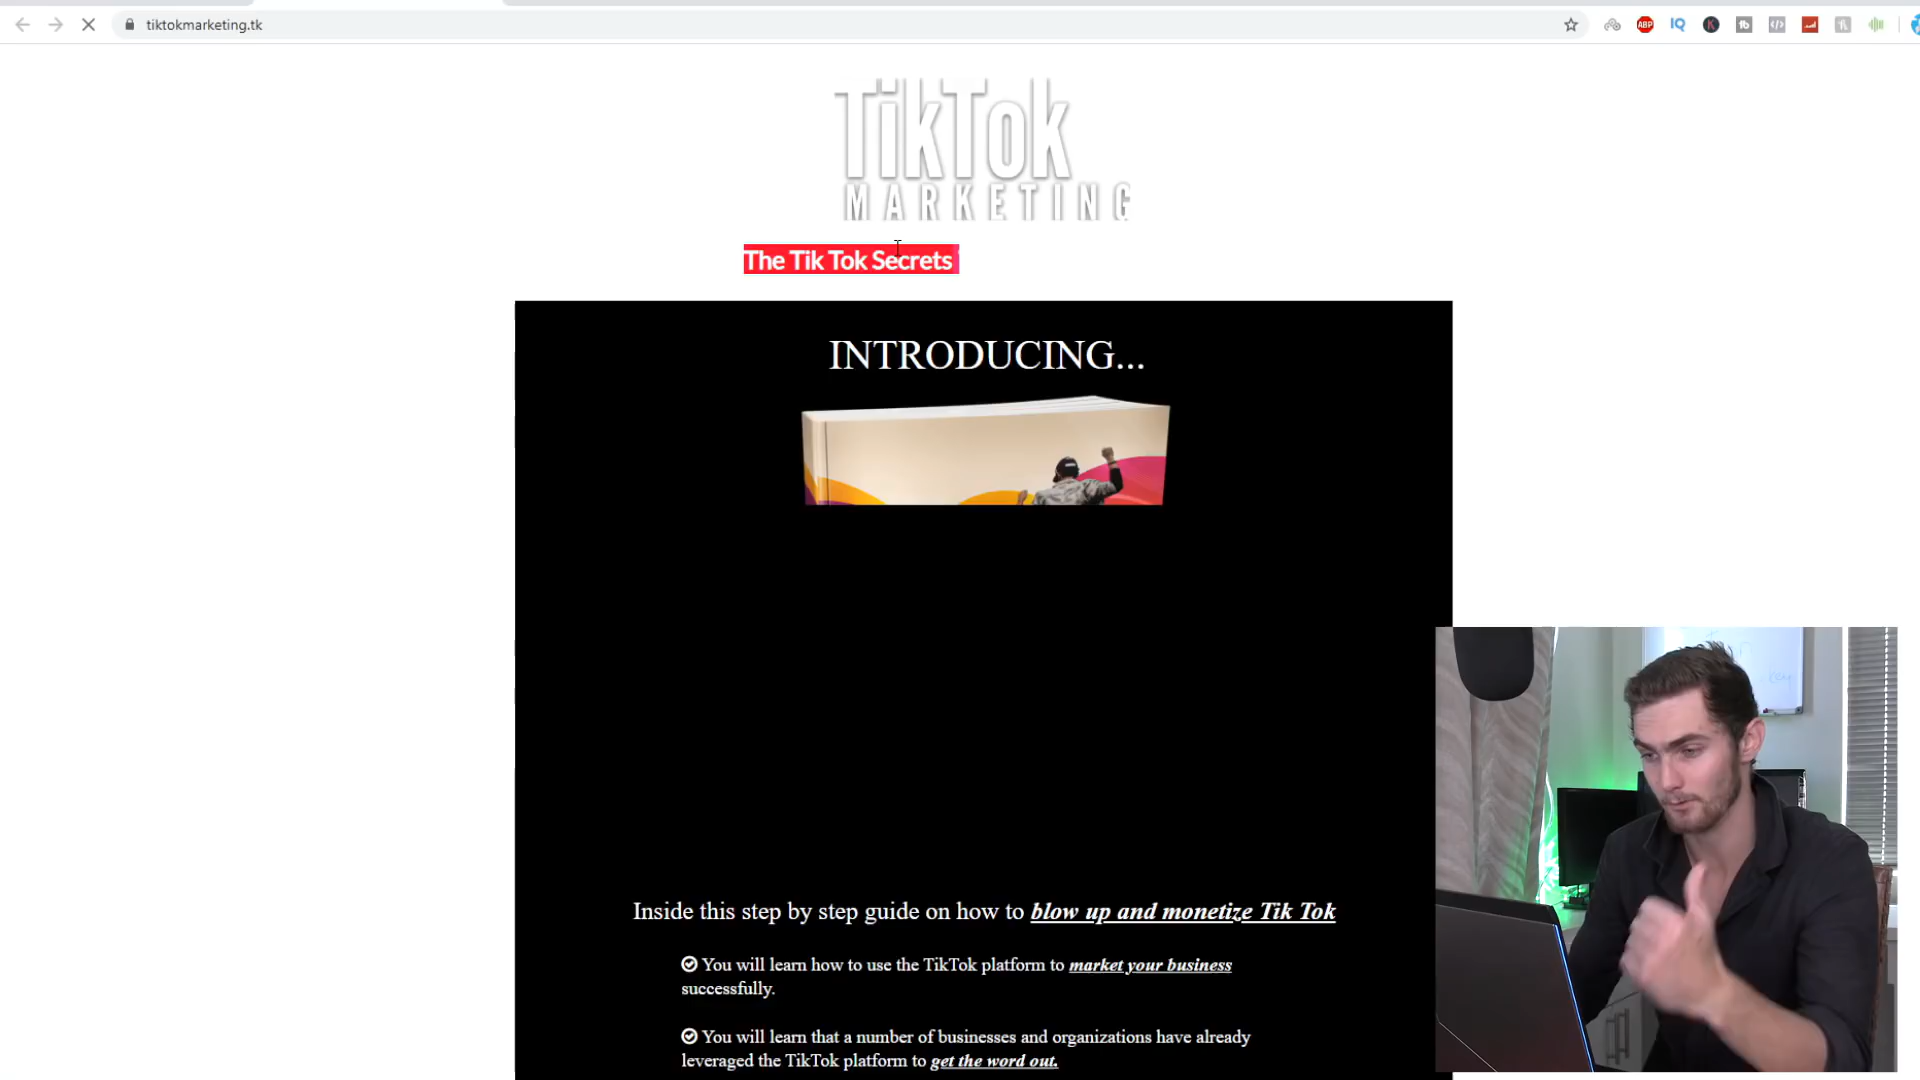 tiktokmarketing.tk
ABP
IQ
TikTok
MARKETING
The Tik Tok Secrets
INTRODUCING...
Inside this step by step guide on how to blow up and monetize Tik Tok
You will learn how to use the TikTok platform to market your business
successfully.
You will learn that a number of businesses and organizations have already
leveraged the TikTok platform to get the word out.